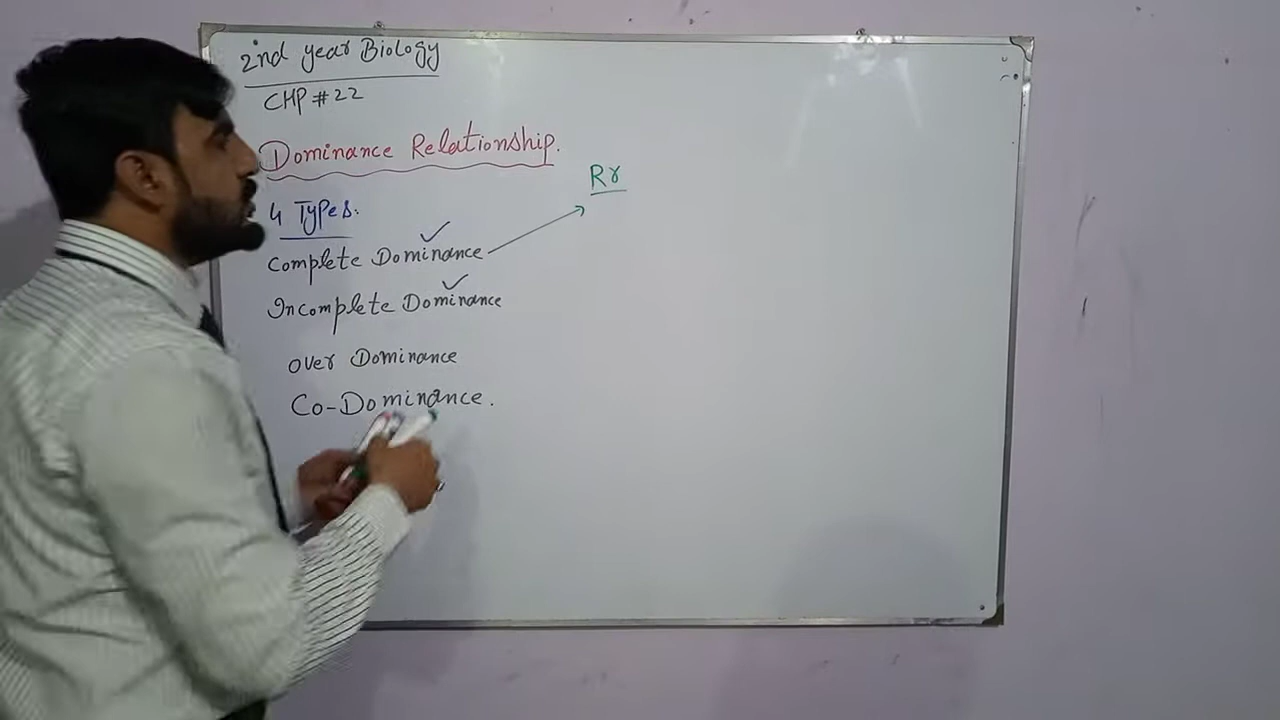 2nd year Biology
CHP # 22
Dominance Relationship.
4 Types.
Complete Dominance
Rr
Incomplete Dominance
over Dominance
Co-Dominance.